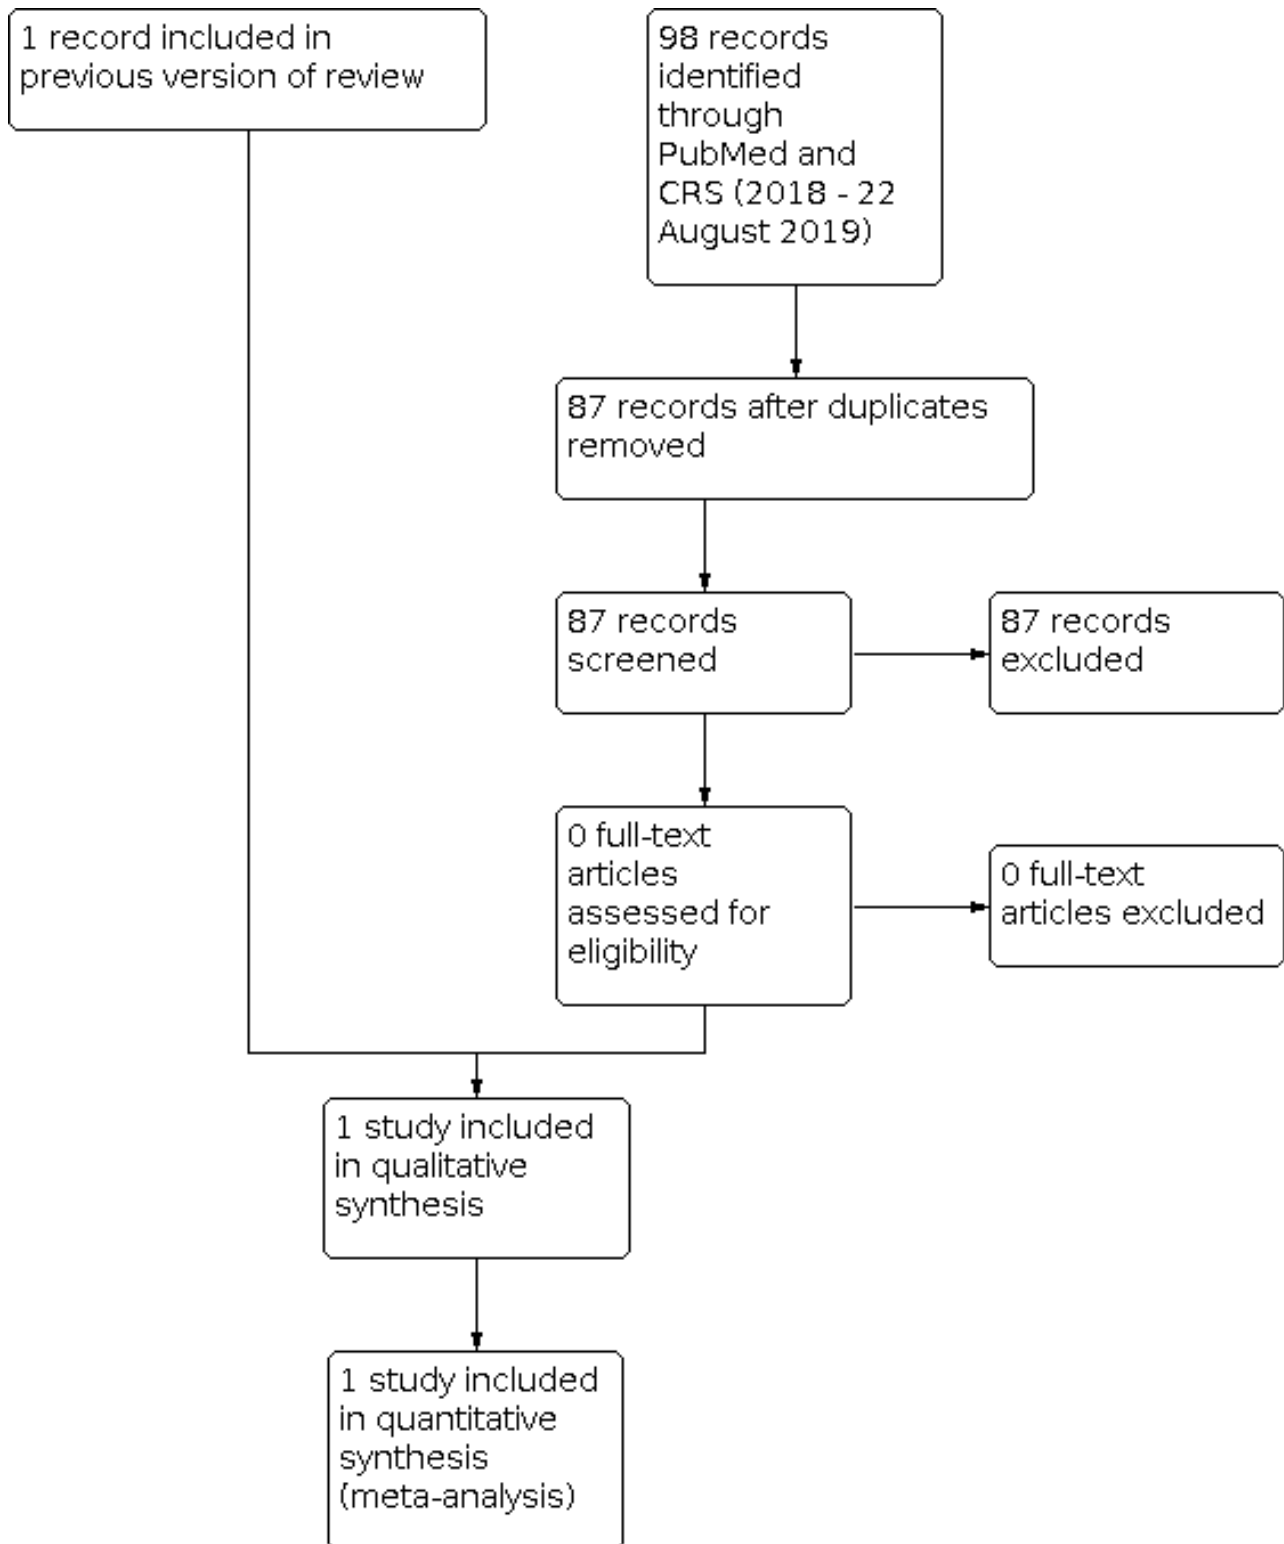 1 record included in
previous version of review
98 records
identified
through
PubMed and
CRS (2018 - 22
August 2019)
87 records after duplicates
removed
87 records
screened
87 records
excluded
0 full-text
articles
assessed for
eligibility
0 full-text
articles excluded
1 study included
in qualitative
synthesis
1 study included
in quantitative
synthesis
(meta-analysis)